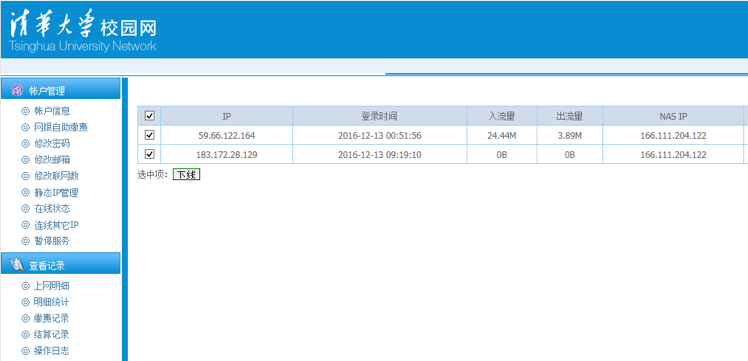 清华大学校园网
Tsinghua University Network
帐户管理
帐户信息
网银自助缴费
修改密码
修改邮箱
修改联网数
静态IP管理
在线状态
连线其它IP
暂停服务
查看记录
上网明细
明细统计
缴费记录
结算记录
操作日志
IP 登录时间 入流量 出流量 NAS IP
59.66.122.164 2016-12-13 00:51:56 24.44M 3.89M 166.111.204.122
183.172.28.129 2016-12-13 09:19:10 0B 0B 166.111.204.122
选中项: 下线